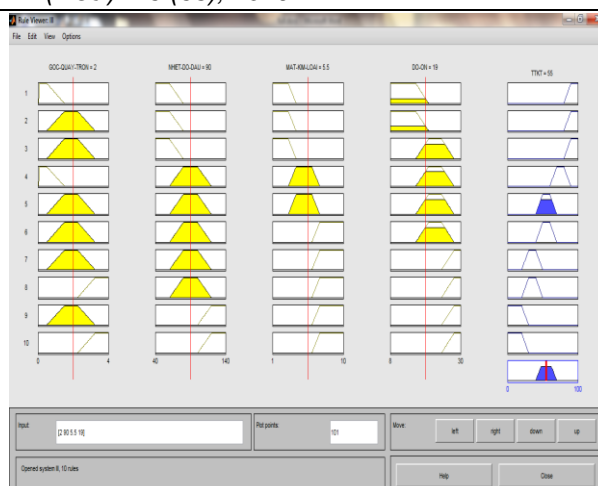 Rule Viewer: III
File Edit View Options
GOC-QUAY-TRON = 2 NHIET-DO-DAU = 90 MAT-KIM-LOAI = 5.5 DO-ON = 19 TTKT = 55
1
2
3
4
5
6
7
8
9
10
0 4 40 140 1 10 8 30
0 100
Input: [2 90 5.5 19] Plot points: 101 Move: left right down up
Opened system III, 10 rules Help Close